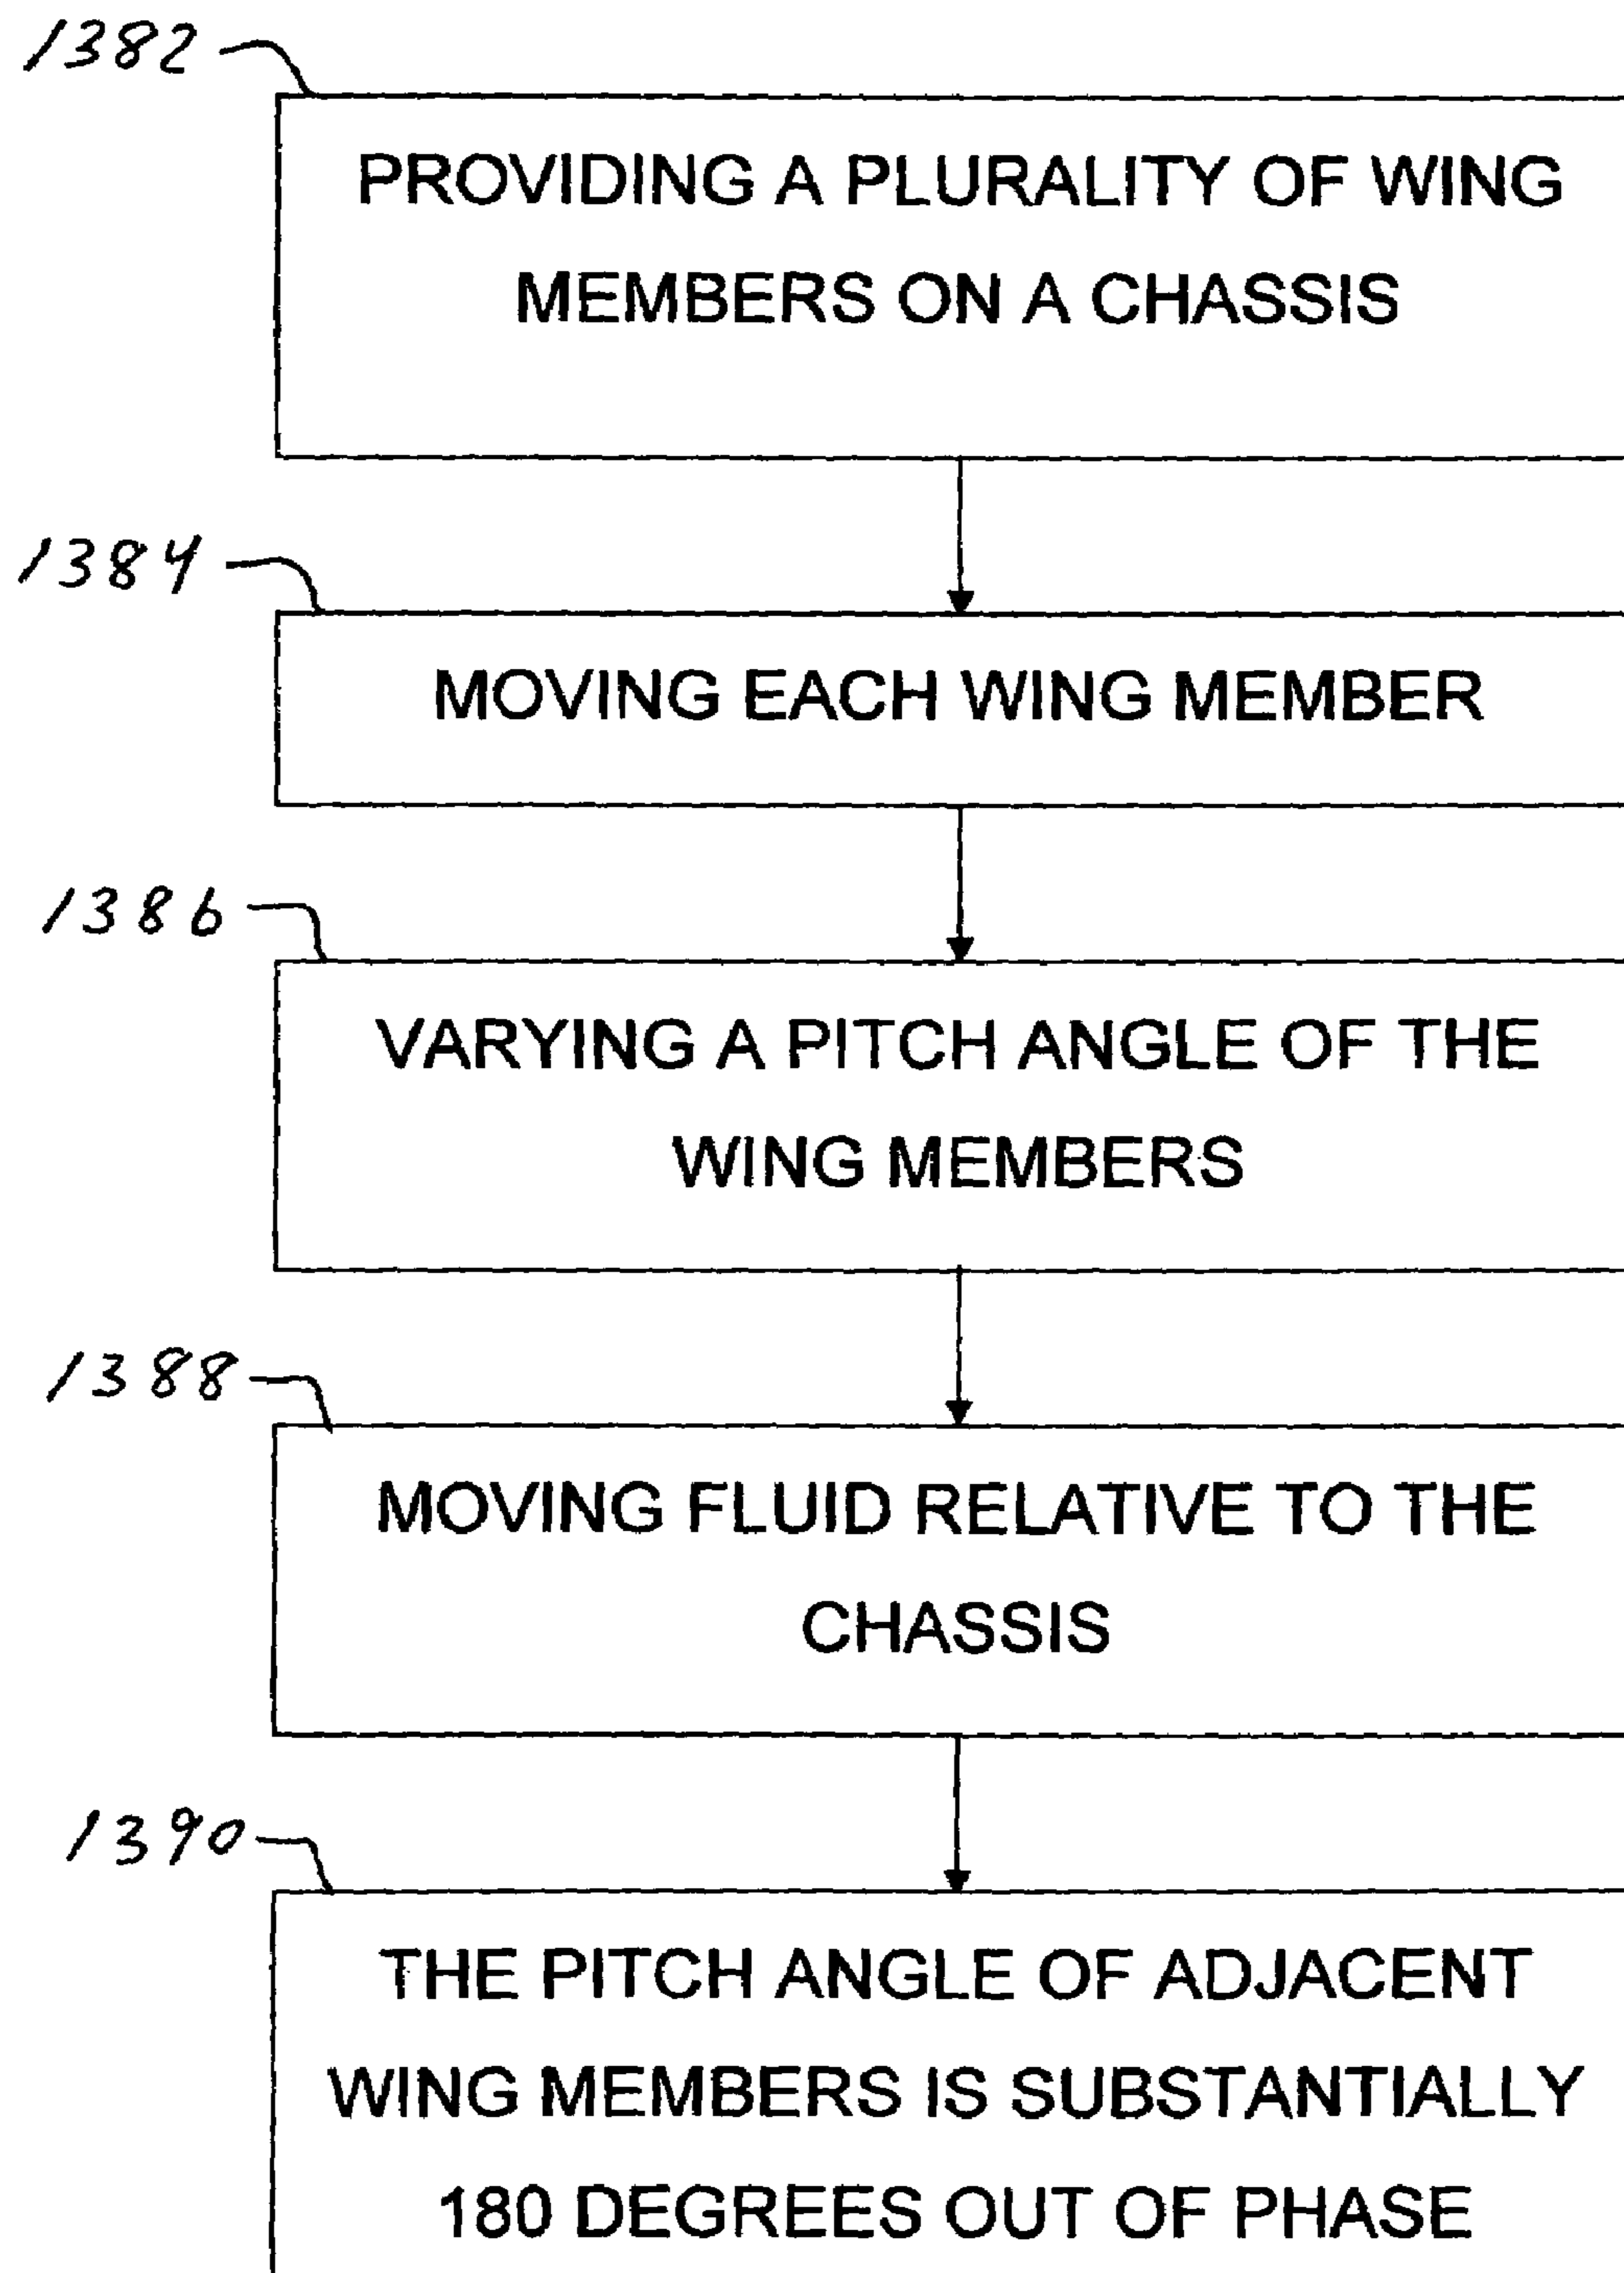 1382
PROVIDING A PLURALITY OF WING
MEMBERS ON A CHASSIS
1384
MOVING EACH WING MEMBER
1386
VARYING A PITCH ANGLE OF THE
WING MEMBERS
1388
MOVING FLUID RELATIVE TO THE
CHASSIS
1390
THE PITCH ANGLE OF ADJACENT
WING MEMBERS IS SUBSTANTIALLY
180 DEGREES OUT OF PHASE